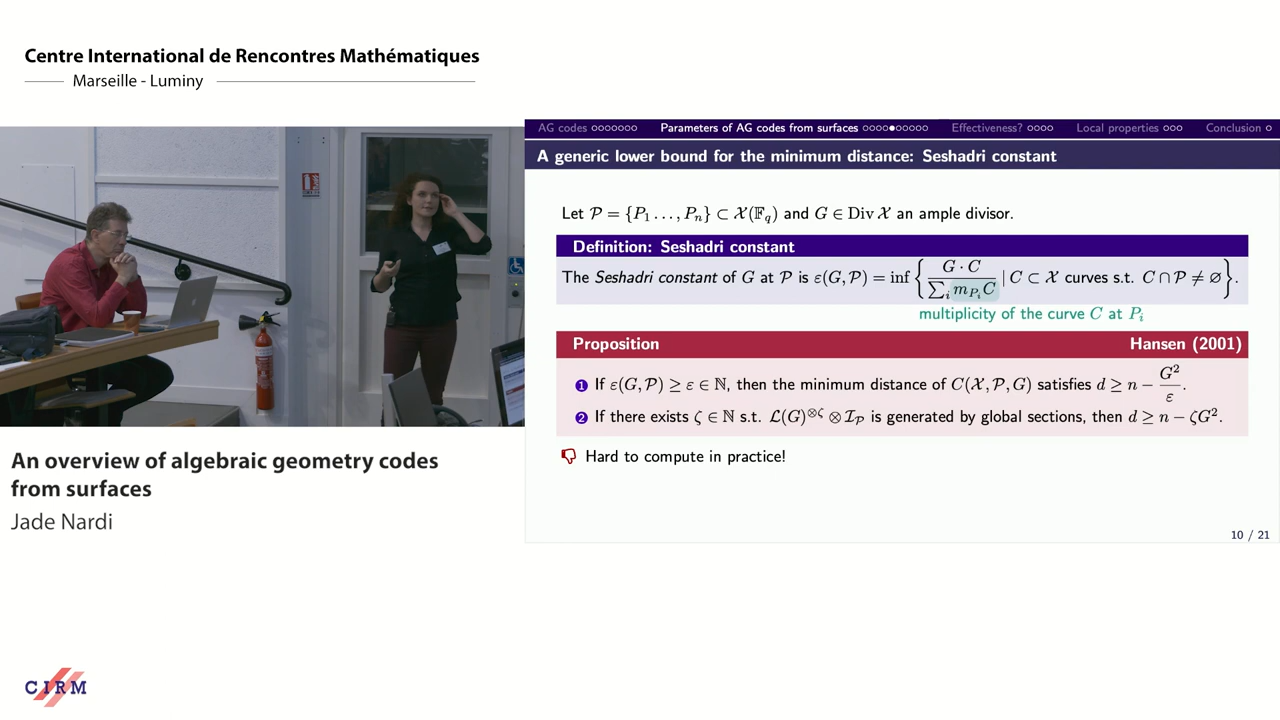 Centre International de Rencontres Mathématiques
Marseille - Luminy
AG codes
Parameters of AG codes from surfaces
Effectiveness?
Local properties
Conclusion
A generic lower bound for the minimum distance: Seshadri constant
Let 𝒫 = {P₁ …, Pₙ} ⊂ 𝒳(𝔽_q) and G ∈ Div 𝒳 an ample divisor.
Definition: Seshadri constant
The Seshadri constant of G at 𝒫 is ε(G, 𝒫) = inf { G · C / ∑ᵢ m_{Pᵢ}C | C ⊂ 𝒳 curves s.t. C ∩ 𝒫 ≠ ∅ }.
multiplicity of the curve C at Pᵢ
Proposition Hansen (2001)
1 If ε(G, 𝒫) ≥ ε ∈ ℕ, then the minimum distance of C(𝒳, 𝒫, G) satisfies d ≥ n − G²/ε.
2 If there exists ζ ∈ ℕ s.t. ℒ(G)^{⊗ζ} ⊗ ℐ_𝒫 is generated by global sections, then d ≥ n − ζG².
Hard to compute in practice!
10 / 21
An overview of algebraic geometry codes
from surfaces
Jade Nardi
CIRM